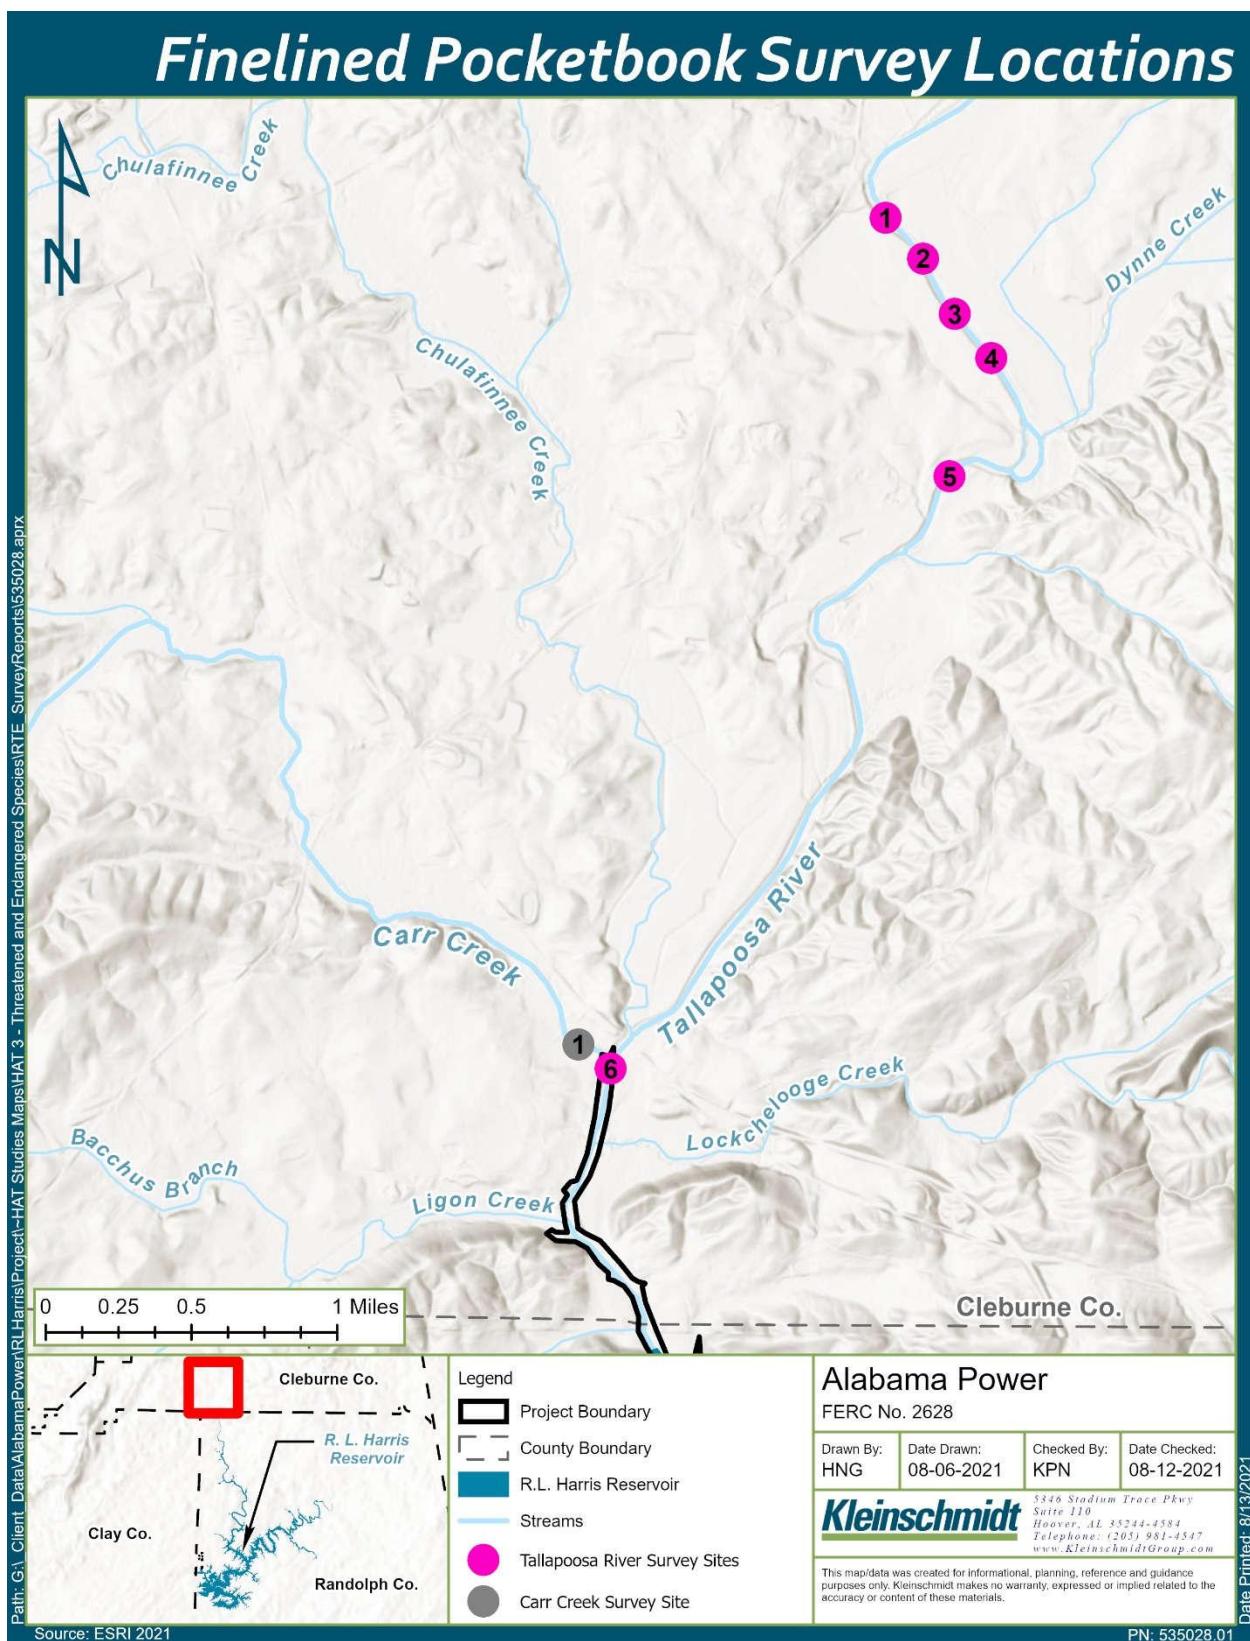 Finelined Pocketbook Survey Locations
Chulafinnee Creek
N
1
2
3
4
5
Dynne Creek
Chulafinnee Creek
Carr Creek
Tallapoosa River
1
6
Lockchelooge Creek
Bacchus Branch
Ligon Creek
Cleburne Co.
0 0.25 0.5 1 Miles
Cleburne Co.
R. L. Harris
Reservoir
Clay Co.
Randolph Co.
Legend
Project Boundary
County Boundary
R.L. Harris Reservoir
Streams
Tallapoosa River Survey Sites
Carr Creek Survey Site
Alabama Power
FERC No. 2628
Drawn By:
HNG
Date Drawn:
08-06-2021
Checked By:
KPN
Date Checked:
08-12-2021
Kleinschmidt
5346 Stadium Trace Pkwy
Suite 110
Hoover, AL 35244-4584
Telephone: (205) 981-4547
www.KleinschmidtGroup.com
This map/data was created for informational, planning, reference and guidance
purposes only. Kleinschmidt makes no warranty, expressed or implied related to the
accuracy or content of these materials.
Path: G:\_Client_Data\AlabamaPower\RLHarris\Project\~HAT Studies Maps\HAT 3 - Threatened and Endangered Species\RTE_SurveyReports\535028.aprx
Date Printed: 8/13/2021
Source: ESRI 2021
PN: 535028.01